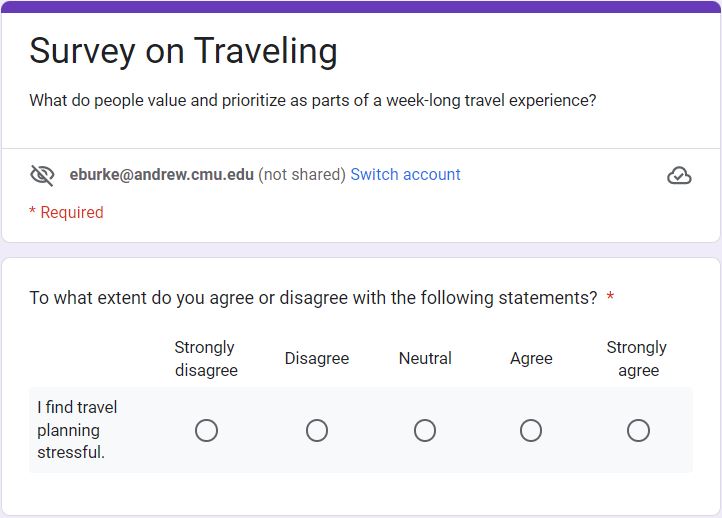 Survey on Traveling
What do people value and prioritize as parts of a week-long travel experience?
eburke@andrew.cmu.edu (not shared) Switch account
* Required
To what extent do you agree or disagree with the following statements? *
Strongly disagree
Disagree
Neutral
Agree
Strongly agree
I find travel
planning
stressful.